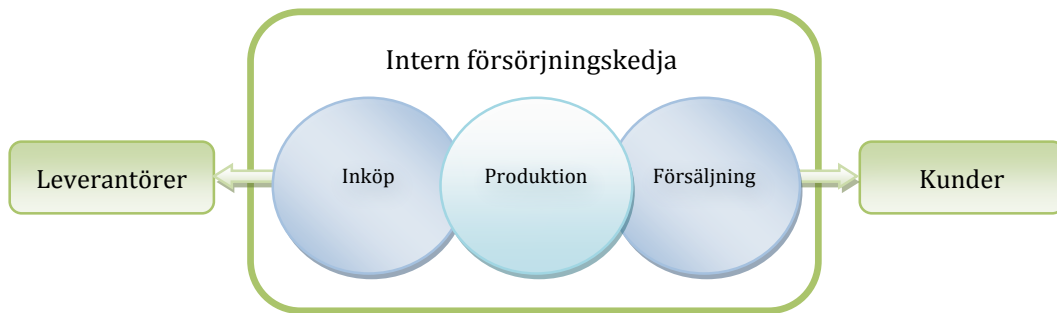 Intern försörjningskedja
Leverantörer
Inköp
Produktion
Försäljning
Kunder